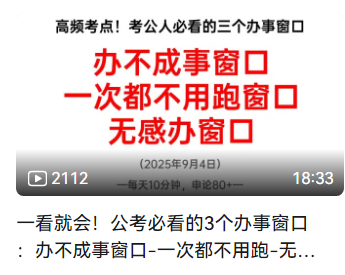 高频考点！考公人必看的三个办事窗口
办不成事窗口
一次都不用跑窗口
无感办窗口
（2025年9月4日）
—每天10分钟，申论80+—
2112
18:33
一看就会！公考必看的3个办事窗口
：办不成事窗口-一次都不用跑-无...